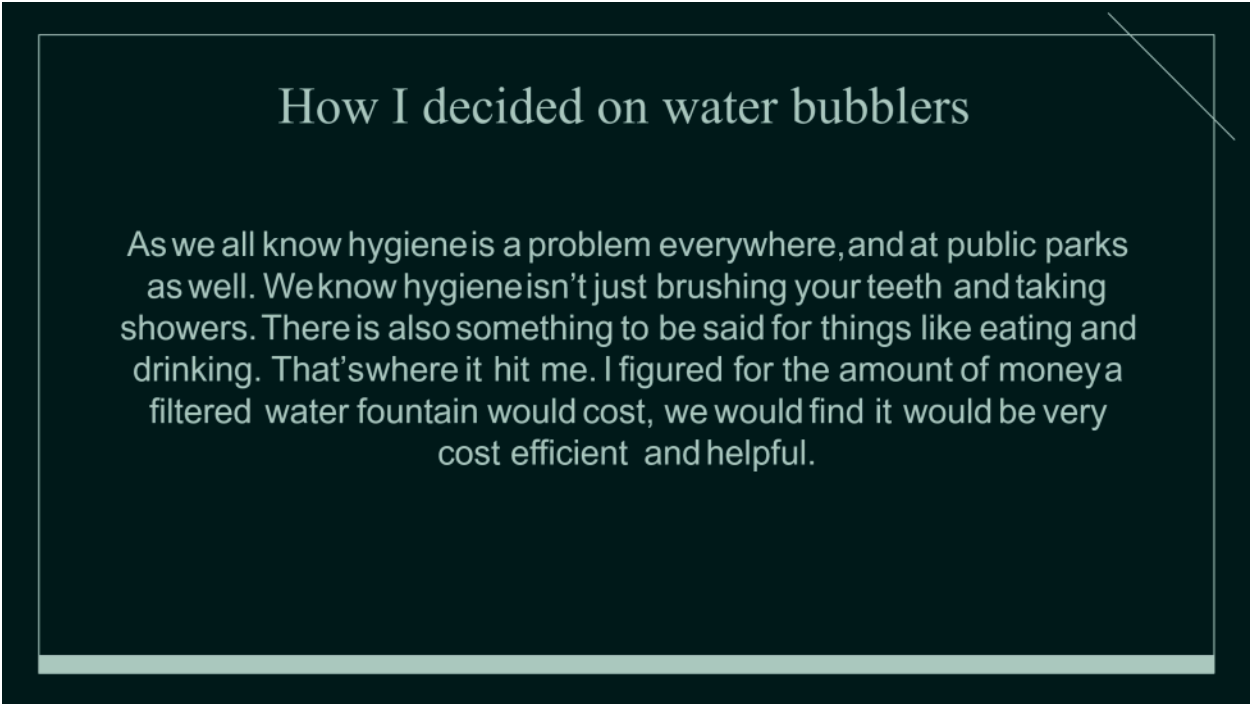 How I decided on water bubblers
As we all know hygiene is a problem everywhere, and at public parks
as well. We know hygiene isn’t just brushing your teeth and taking
showers. There is also something to be said for things like eating and
drinking. That’s where it hit me. I figured for the amount of money a
filtered water fountain would cost, we would find it would be very
cost efficient and helpful.